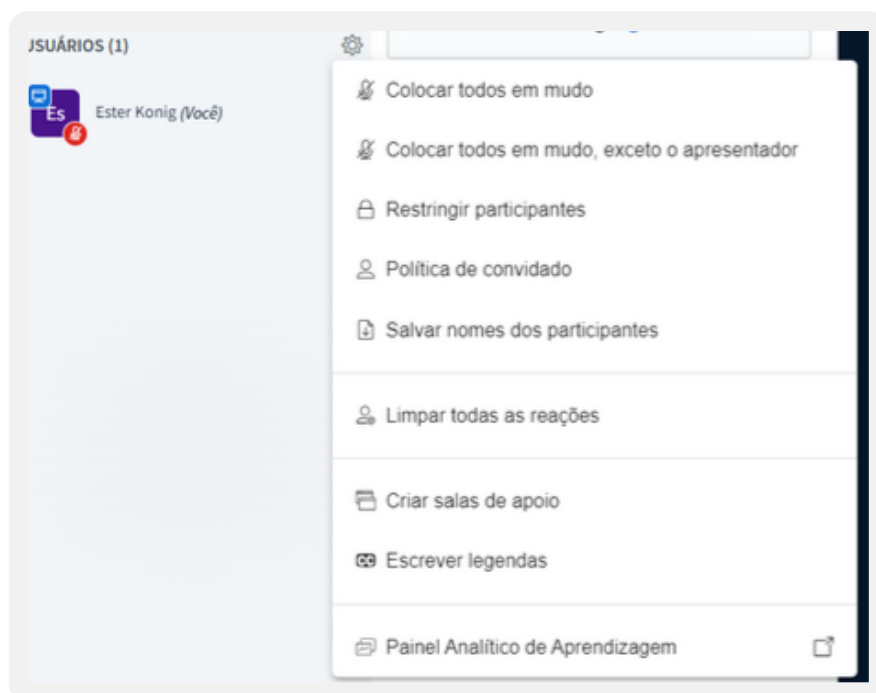 USUÁRIOS (1)
Es
Ester Konig (Você)
Colocar todos em mudo
Colocar todos em mudo, exceto o apresentador
Restringir participantes
Política de convidado
Salvar nomes dos participantes
Limpar todas as reações
Criar salas de apoio
Escrever legendas
Painel Analítico de Aprendizagem